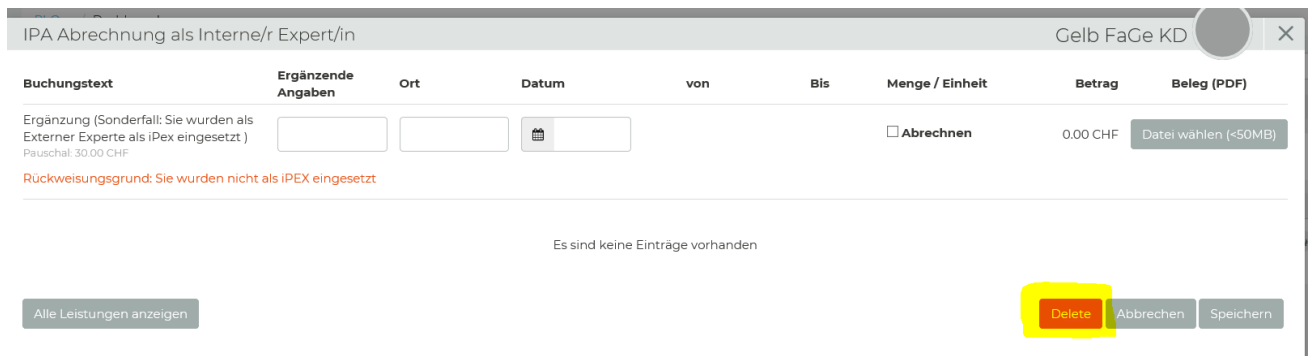 IPA Abrechnung als Interne/r Expert/in
Gelb FaGe KD
Buchungstext Ergänzende Angaben Ort Datum von Bis Menge / Einheit Betrag Beleg (PDF)
Ergänzung (Sonderfall: Sie wurden als
Externer Experte als iPex eingesetzt )
Pauschal: 30.00 CHF
Abrechnen
0.00 CHF
Datei wählen (<50MB)
Rückweisungsgrund: Sie wurden nicht als iPEX eingesetzt
Es sind keine Einträge vorhanden
Alle Leistungen anzeigen
Delete
Abbrechen
Speichern